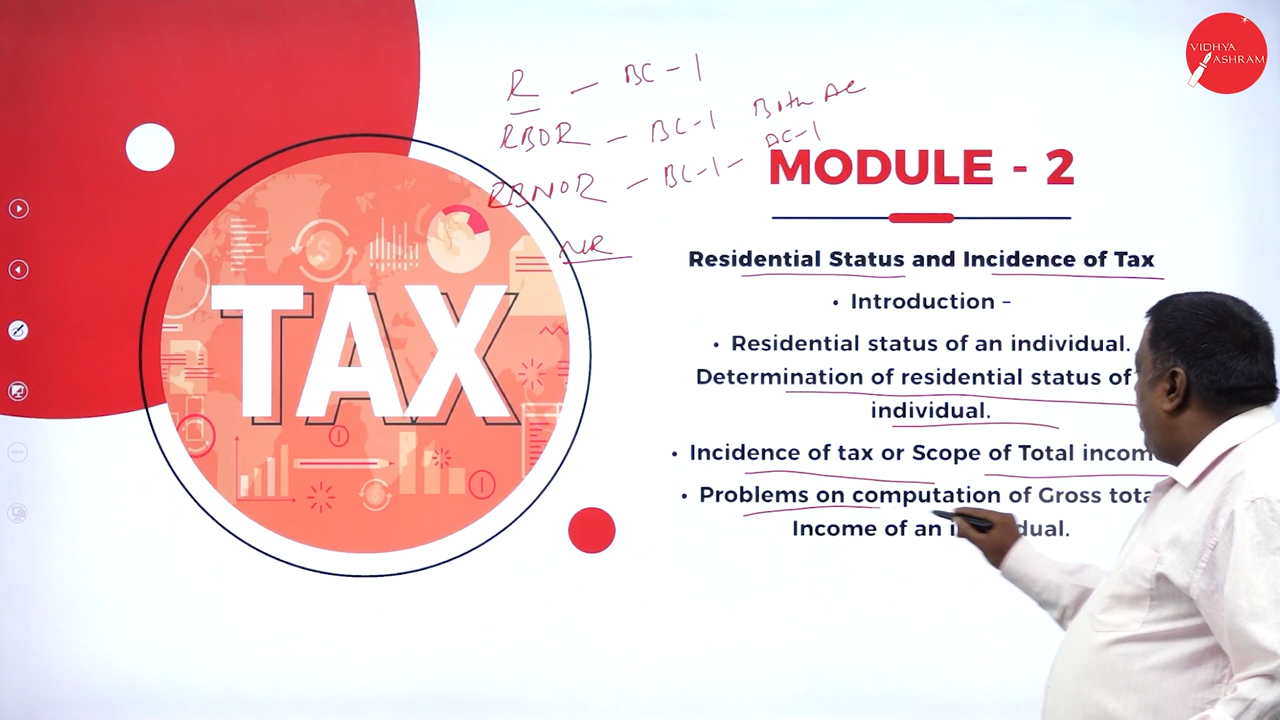 VIDHYA
ASHRAM
R - BC - 1
RBOR - BC-1 Both AC
RBNOR - BC-1 - AC-1
NR
MODULE - 2
Residential Status and Incidence of Tax
• Introduction –
• Residential status of an individual.
Determination of residential status of
individual.
• Incidence of tax or Scope of Total incom
• Problems on computation of Gross tota
Income of an individual.
TAX